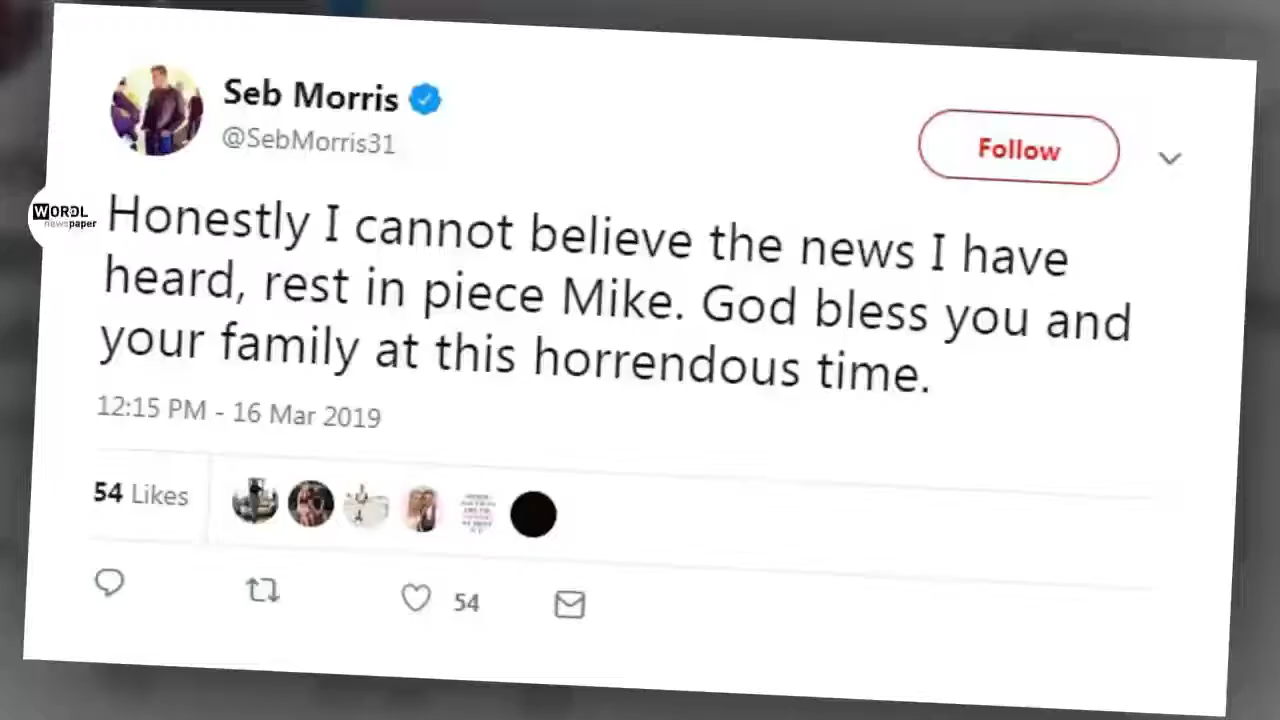 Seb Morris
@SebMorris31
Follow
WORDL
newspaper
Honestly I cannot believe the news I have
heard, rest in piece Mike. God bless you and
your family at this horrendous time.
12:15 PM - 16 Mar 2019
54 Likes
54